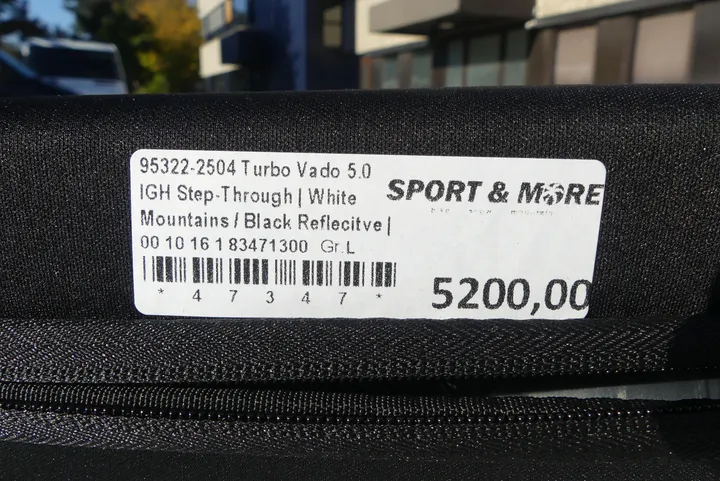 95322-2504 Turbo Vado 5.0
IGH Step-Through | White
Mountains / Black Reflecitve |
00 10 16 1 83471300 Gr.L
* 4 7 3 4 7 *
SPORT & MORE
5200,00